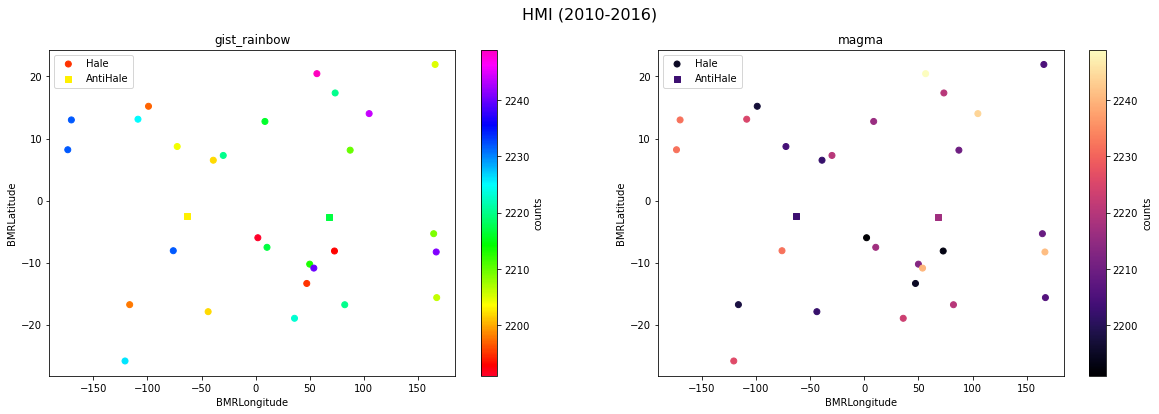 HMI (2010-2016)
gist_rainbow
Hale
AntiHale
20
10
0
−10
−20
BMRLatitude
−150
−100
−50
0
50
100
150
BMRLongitude
2240
2230
2220
2210
2200
counts
magma
Hale
AntiHale
20
10
0
−10
−20
BMRLatitude
−150
−100
−50
0
50
100
150
BMRLongitude
2240
2230
2220
2210
2200
counts